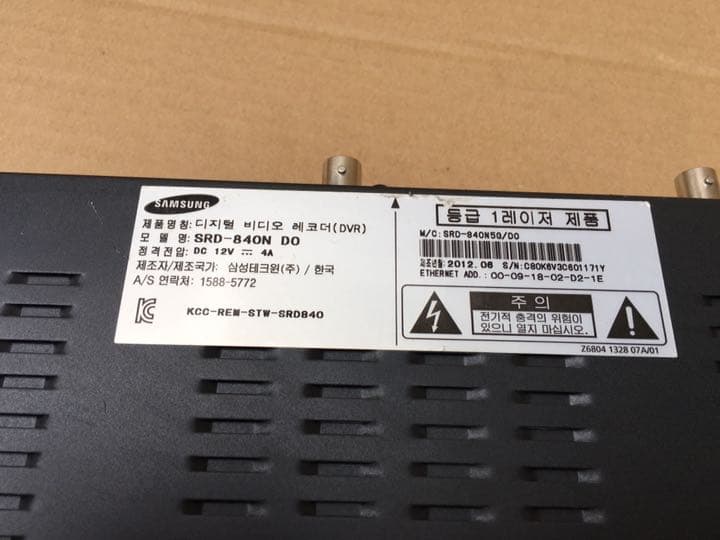 SAMSUNG
제품명칭: 디지털 비디오 레코더(DVR)
모 델 명: SRD-840N DO
정격전압: DC 12V ⎓ 4A
제조자/제조국가: 삼성테크윈(주) / 한국
A/S 연락처: 1588-5772
KCC-REM-STW-SRD840
등급 1레이저 제품
M/C: SRD-840N5G/DO
제조년월: 2012.06 S/N: C80K6V3C601171Y
ETHERNET ADD. : 00-09-18-02-D2-1E
주 의
전기적 충격의 위험이
있으니 열지 마십시오.
Z6804 1328 07A/01